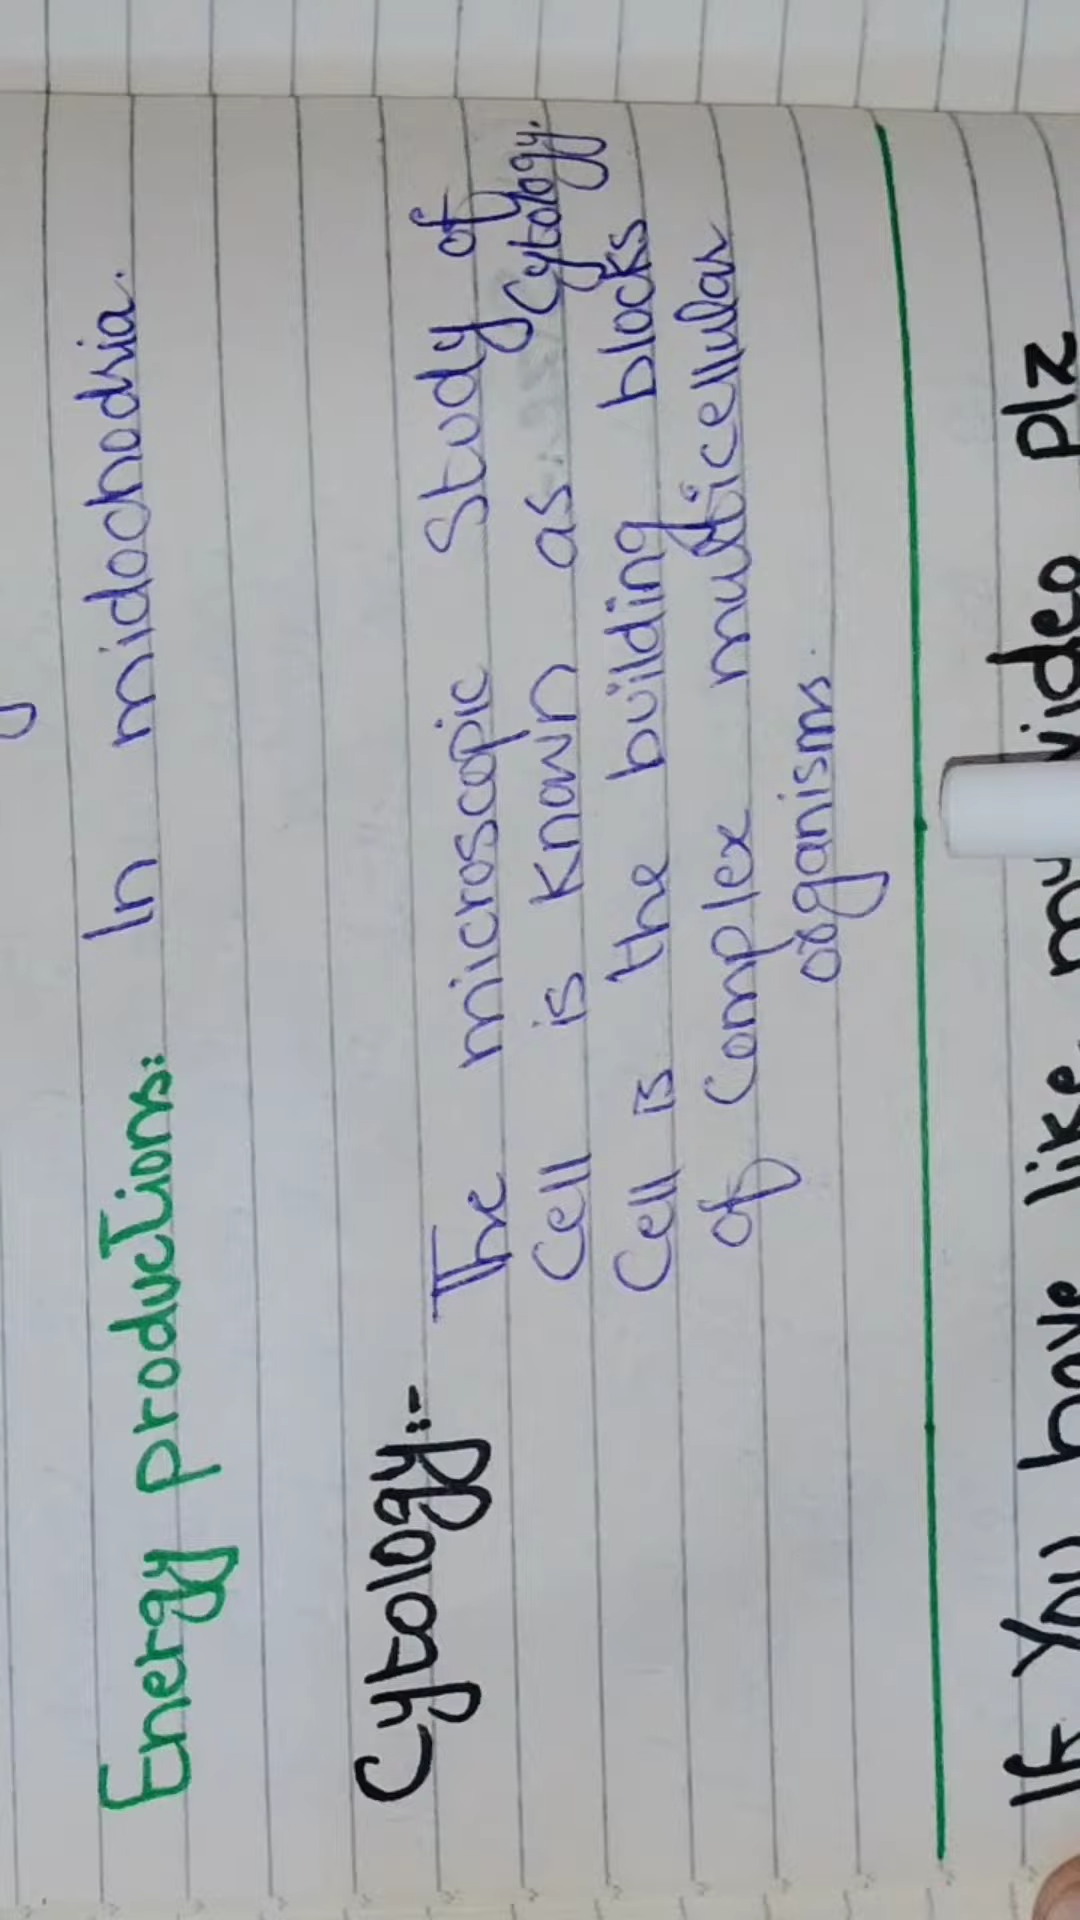 Energy productions: In midochodria.
Cytology:- The microscopic Study of
Cell is known as Cytology.
Cell is the building blocks
of Complex multicellular
organisms.
If You have like my video plz